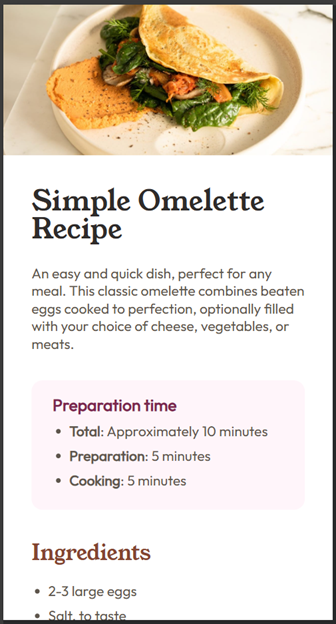 Simple Omelette
Recipe
An easy and quick dish, perfect for any
meal. This classic omelette combines beaten
eggs cooked to perfection, optionally filled
with your choice of cheese, vegetables, or
meats.
Preparation time
• Total: Approximately 10 minutes
• Preparation: 5 minutes
• Cooking: 5 minutes
Ingredients
• 2-3 large eggs
• Salt, to taste